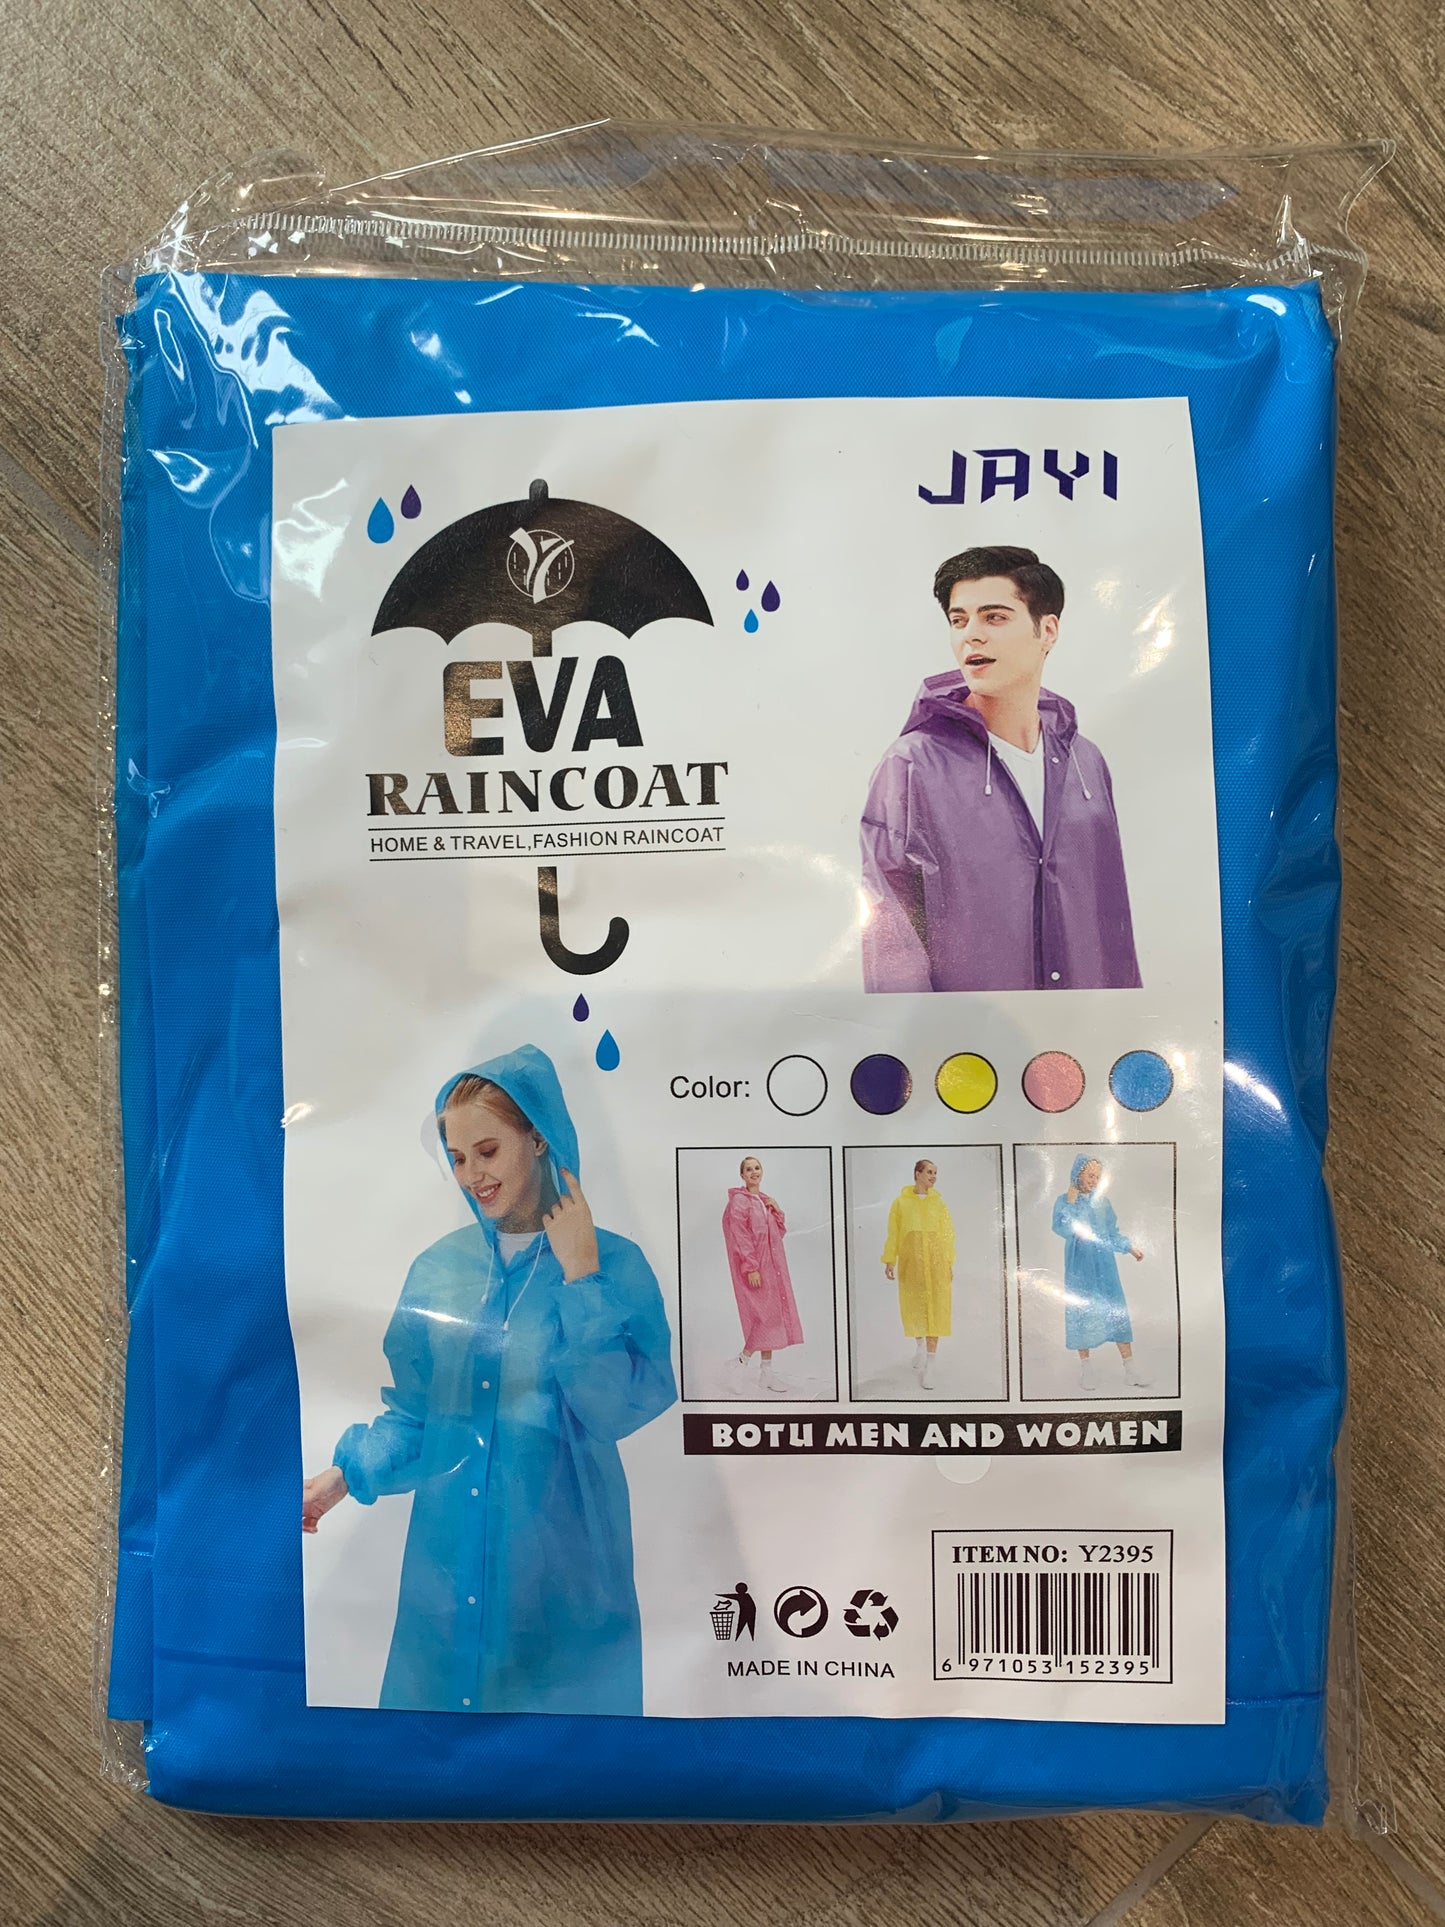 JAYI
EVA
RAINCOAT
HOME & TRAVEL,FASHION RAINCOAT
Color:
BOTU MEN AND WOMEN
ITEM NO: Y2395
MADE IN CHINA
6 971053 152395